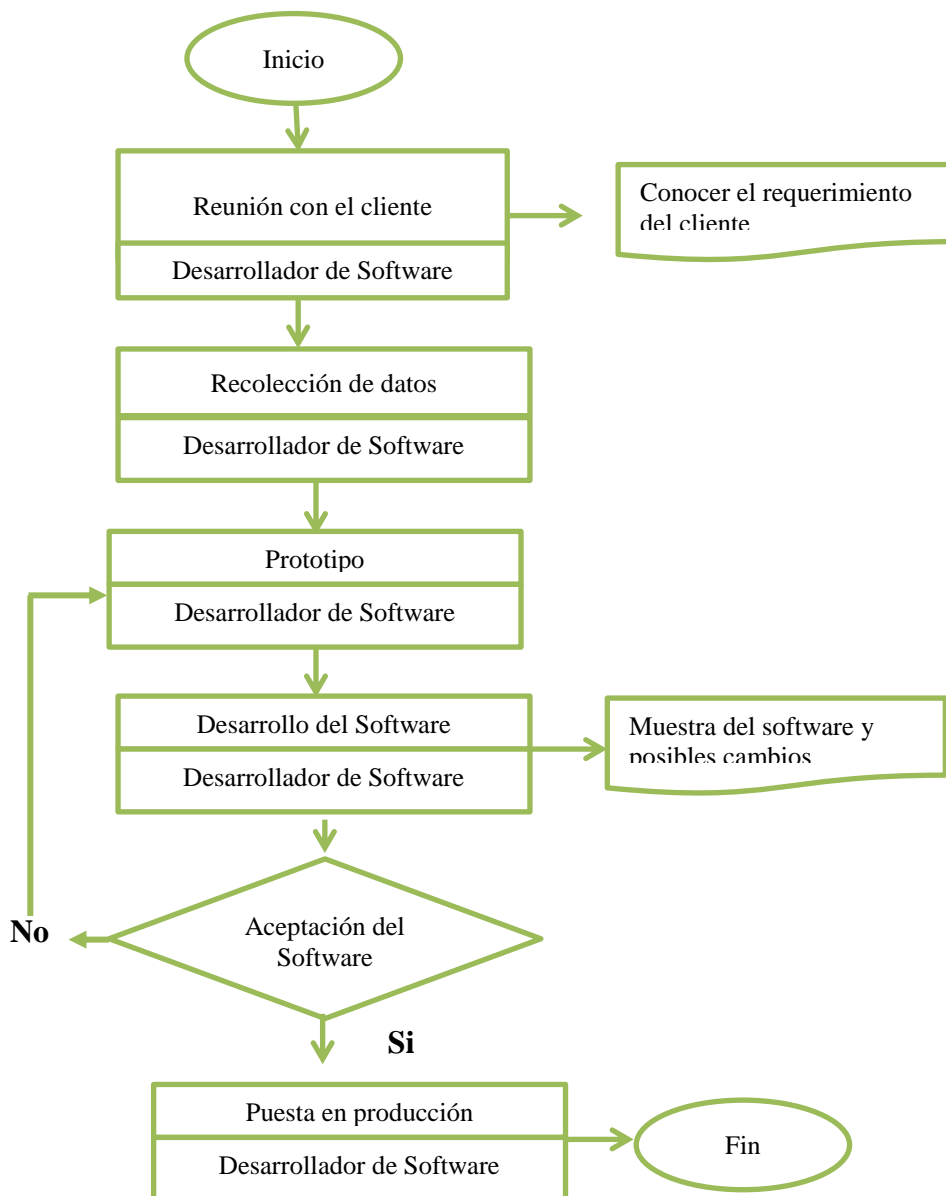 Inicio
Reunión con el cliente
Desarrollador de Software
Conocer el requerimiento
del cliente
Recolección de datos
Desarrollador de Software
Prototipo
Desarrollador de Software
Desarrollo del Software
Desarrollador de Software
Muestra del software y
posibles cambios
Aceptación del
Software
No
Si
Puesta en producción
Desarrollador de Software
Fin